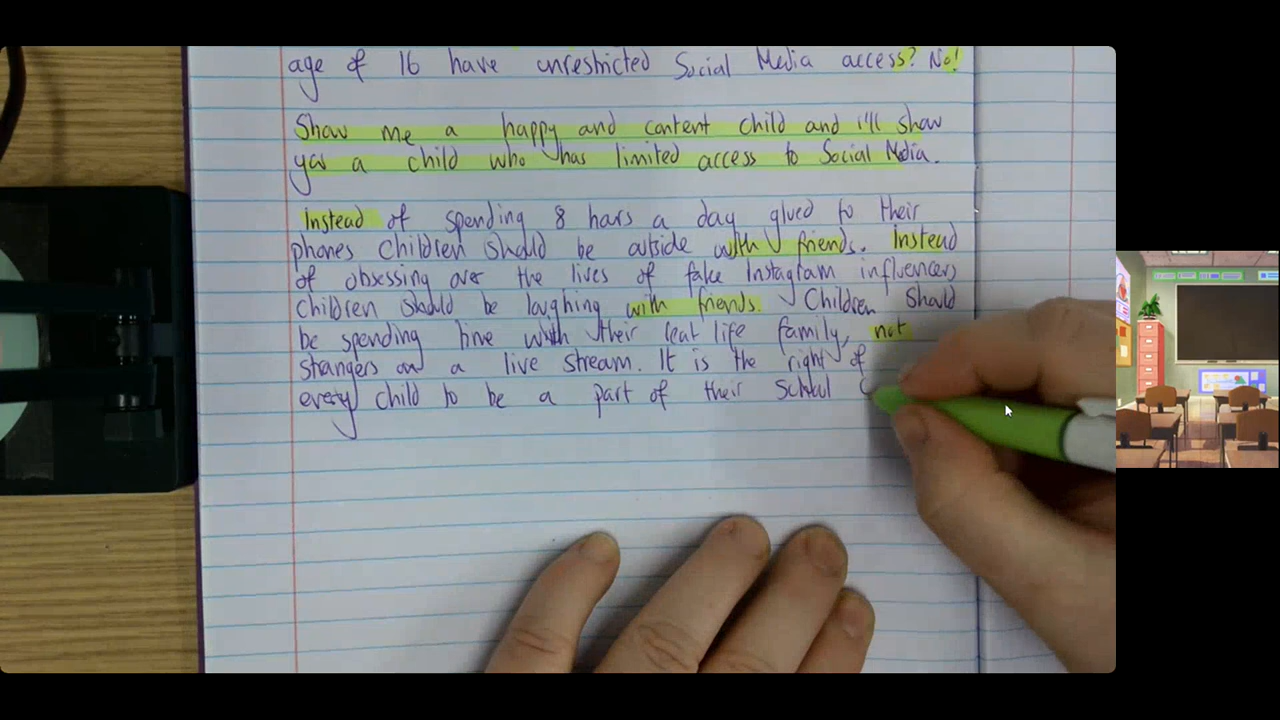 age of 16 have unrestricted Social Media access? No!
Show me a happy and content child and i'll show
you a child who has limited access to Social Media.
Instead of spending 8 hours a day glued to their
phones children should be outside with friends. Instead
of obsessing over the lives of fake Instagram influencers
children should be laughing with friends. Children should
be spending time with their real life family, not
strangers on a live stream. It is the right of
every child to be a part of their school